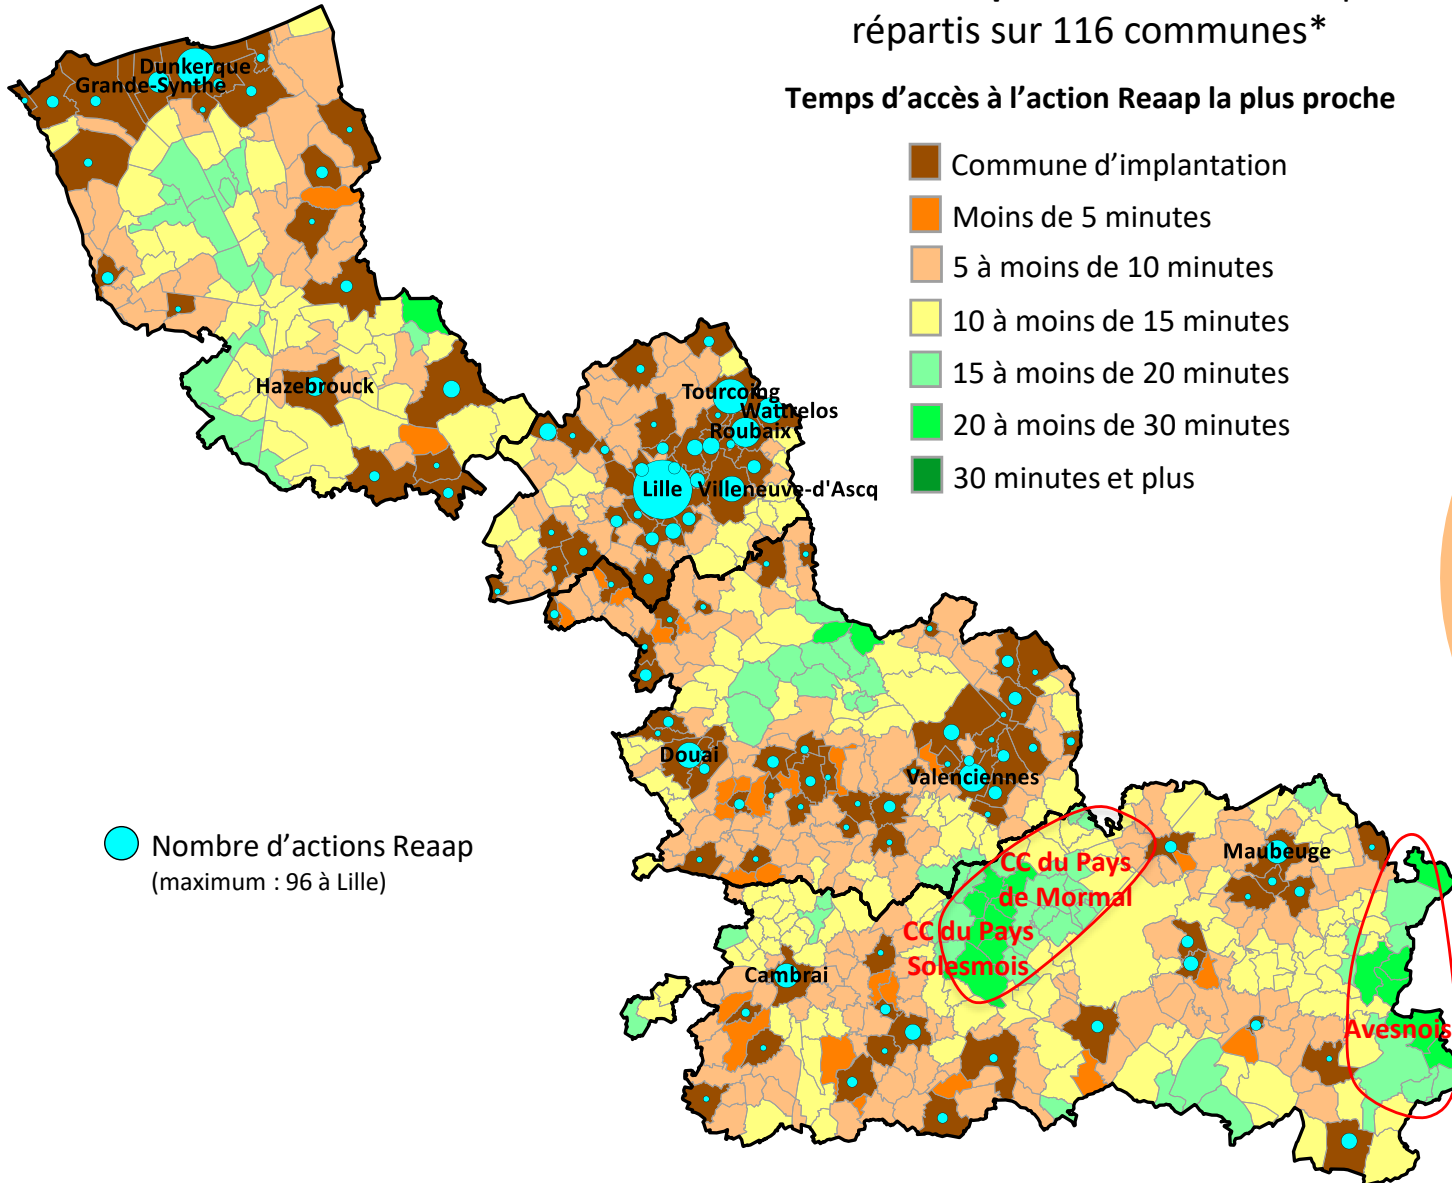 répartis sur 116 communes*
Temps d’accès à l’action Reaap la plus proche
Commune d’implantation
Moins de 5 minutes
5 à moins de 10 minutes
10 à moins de 15 minutes
15 à moins de 20 minutes
20 à moins de 30 minutes
30 minutes et plus
Dunkerque
Grande-Synthe
Hazebrouck
Tourcoing
Wattrelos
Roubaix
Lille
Villeneuve-d'Ascq
Douai
Valenciennes
Nombre d’actions Reaap
(maximum : 96 à Lille)
Maubeuge
CC du Pays
de Mormal
CC du Pays
Solesmois
Cambrai
Avesnois